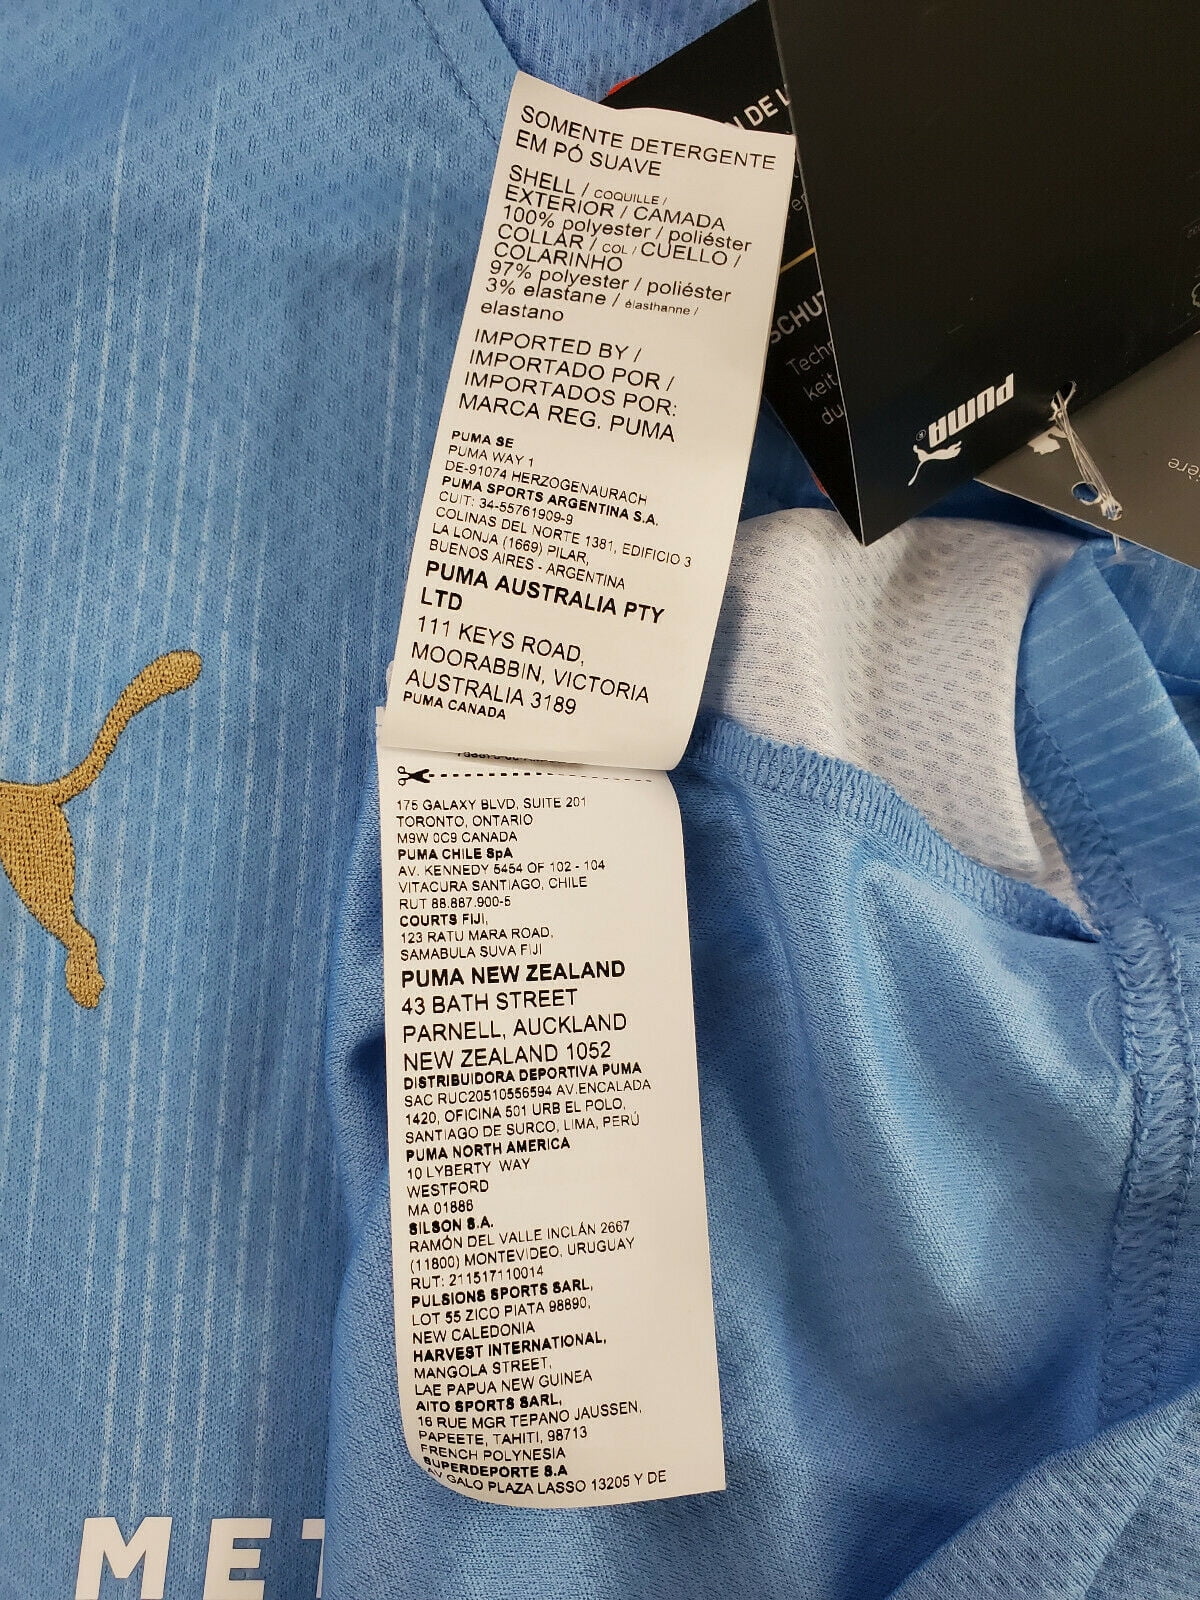 SOMENTE DETERGENTE
EM PÓ SUAVE
SHELL / COQUILLE /
EXTERIOR / CAMADA
100% polyester / poliéster
COLLAR / COL / CUELLO /
COLARINHO
97% polyester / poliéster
3% elastane / élasthanne /
elastano
IMPORTED BY /
IMPORTADO POR /
IMPORTADOS POR:
MARCA REG. PUMA
PUMA SE
PUMA WAY 1
DE-91074 HERZOGENAURACH
PUMA SPORTS ARGENTINA S.A.
CUIT: 34-55761909-9
COLINAS DEL NORTE 1381, EDIFICIO 3
LA LONJA (1669) PILAR,
BUENOS AIRES - ARGENTINA
PUMA AUSTRALIA PTY
LTD
111 KEYS ROAD,
MOORABBIN, VICTORIA
AUSTRALIA 3189
PUMA CANADA
175 GALAXY BLVD, SUITE 201
TORONTO, ONTARIO
M9W 0C9 CANADA
PUMA CHILE SpA
AV. KENNEDY 5454 OF 102 - 104
VITACURA SANTIAGO, CHILE
RUT 88.887.900-5
COURTS FIJI,
123 RATU MARA ROAD,
SAMABULA SUVA FIJI
PUMA NEW ZEALAND
43 BATH STREET
PARNELL, AUCKLAND
NEW ZEALAND 1052
DISTRIBUIDORA DEPORTIVA PUMA
SAC RUC20510556594 AV.ENCALADA
1420, OFICINA 501 URB EL POLO,
SANTIAGO DE SURCO, LIMA, PERÚ
PUMA NORTH AMERICA
10 LYBERTY WAY
WESTFORD
MA 01886
SILSON S.A.
RAMÓN DEL VALLE INCLÁN 2667
(11800) MONTEVIDEO, URUGUAY
RUT: 211517110014
PULSIONS SPORTS SARL,
LOT 55 ZICO PIATA 98890,
NEW CALEDONIA
HARVEST INTERNATIONAL,
MANGOLA STREET,
LAE PAPUA NEW GUINEA
AITO SPORTS SARL,
16 RUE MGR TEPANO JAUSSEN,
PAPEETE, TAHITI, 98713
FRENCH POLYNESIA
SUPERDEPORTE S.A
AV GALO PLAZA LASSO 13205 Y DE
N DE L
SCHUT
Techn
keit
du
PUMA®
ière
MET